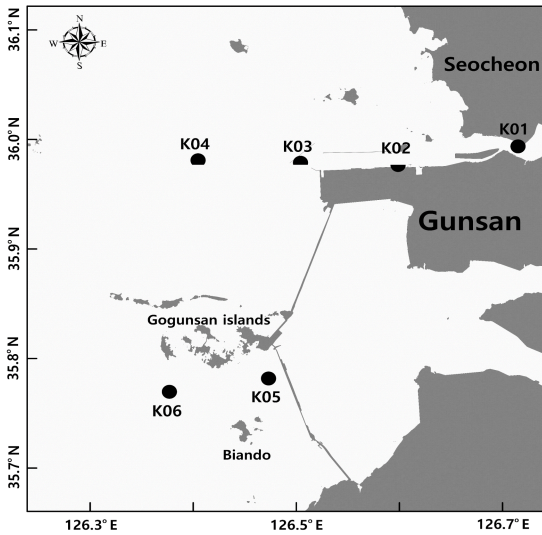 N
W E
S
36.1°N
Seocheon
K01
36.0°N
K04
K03
K02
Gunsan
35.9°N
Gogunsan islands
35.8°N
K05
K06
Biando
35.7°N
126.3°E
126.5°E
126.7°E